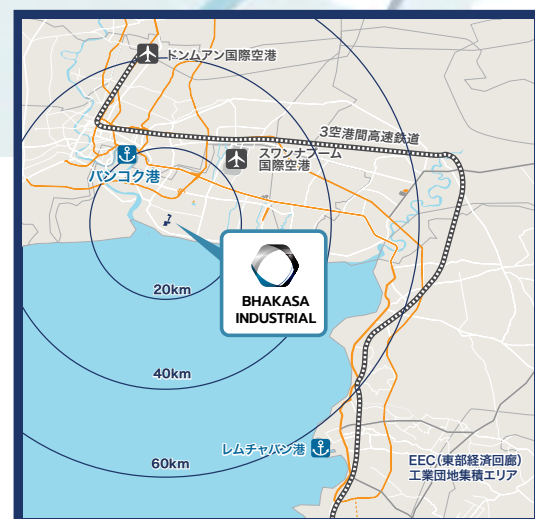 ドンムアン国際空港
3空港間高速鉄道
スワンナプーム
国際空港
バンコク港
BHAKASA
INDUSTRIAL
20km
40km
レムチャバン港
60km
EEC(東部経済回廊)
工業団地集積エリア